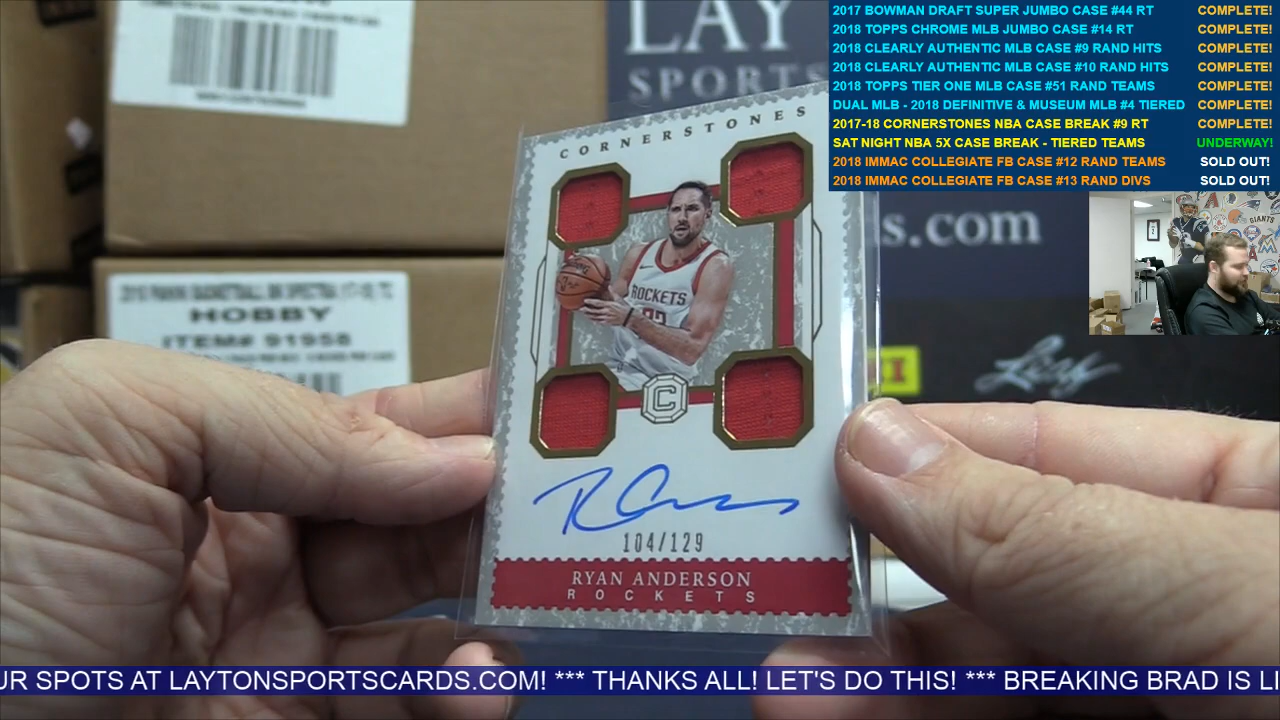 LAY
SPORTS
2017 BOWMAN DRAFT SUPER JUMBO CASE #44 RT COMPLETE!
2018 TOPPS CHROME MLB JUMBO CASE #14 RT COMPLETE!
2018 CLEARLY AUTHENTIC MLB CASE #9 RAND HITS COMPLETE!
2018 CLEARLY AUTHENTIC MLB CASE #10 RAND HITS COMPLETE!
2018 TOPPS TIER ONE MLB CASE #51 RAND TEAMS COMPLETE!
DUAL MLB - 2018 DEFINITIVE & MUSEUM MLB #4 TIERED COMPLETE!
2017-18 CORNERSTONES NBA CASE BREAK #9 RT COMPLETE!
SAT NIGHT NBA 5X CASE BREAK - TIERED TEAMS UNDERWAY!
2018 IMMAC COLLEGIATE FB CASE #12 RAND TEAMS SOLD OUT!
2018 IMMAC COLLEGIATE FB CASE #13 RAND DIVS SOLD OUT!
s.com
GIANTS
HOBBY
ITEM# 91958
Leaf
CORNERSTONES
ROCKETS
C
104/129
RYAN ANDERSON
ROCKETS
UR SPOTS AT LAYTONSPORTSCARDS.COM! *** THANKS ALL! LET'S DO THIS! *** BREAKING BRAD IS LI